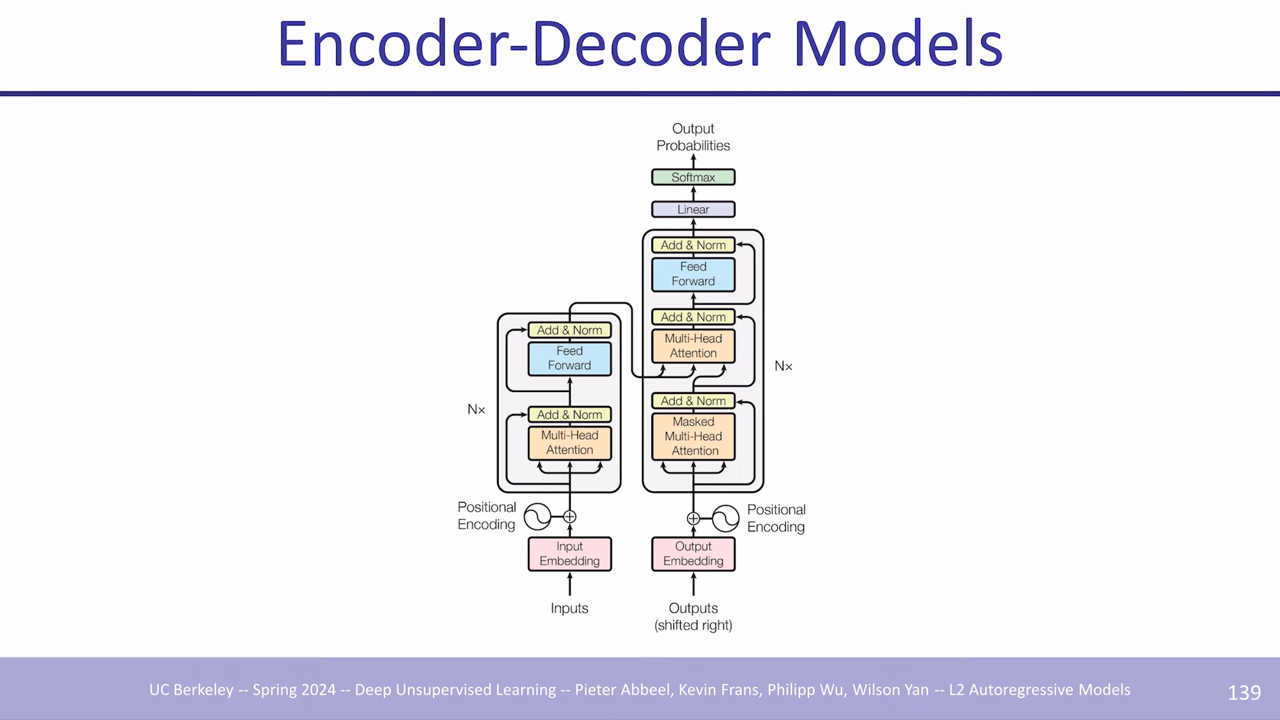 Encoder-Decoder Models
Output
Probabilities
Softmax
Linear
Add & Norm
Feed
Forward
Add & Norm
Multi-Head
Attention
Add & Norm
Masked
Multi-Head
Attention
N×
Add & Norm
Feed
Forward
Add & Norm
Multi-Head
Attention
N×
Positional
Encoding
Positional
Encoding
Input
Embedding
Output
Embedding
Inputs
Outputs
(shifted right)
UC Berkeley -- Spring 2024 -- Deep Unsupervised Learning -- Pieter Abbeel, Kevin Frans, Philipp Wu, Wilson Yan -- L2 Autoregressive Models
139